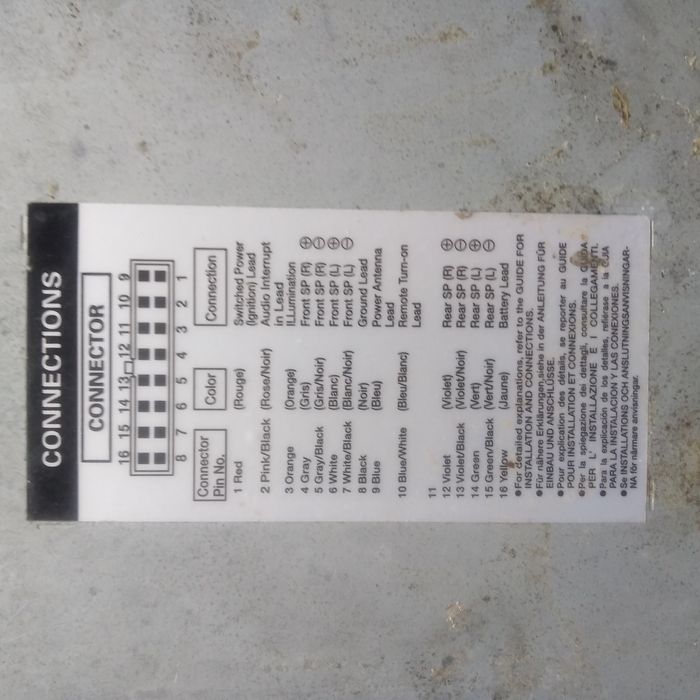 CONNECTIONS
CONNECTOR
16 15 14 13 12 11 10 9
8 7 6 5 4 3 2 1
Connector Pin No. Color Connection
1 Red (Rouge) Switched Power (Ignition) Lead
2 Pink/Black (Rose/Noir) Audio Interrupt in Lead
3 Orange (Orange) ILLumination
4 Gray (Gris) Front SP (R) ⊕
5 Gray/Black (Gris/Noir) Front SP (R) ⊖
6 White (Blanc) Front SP (L) ⊕
7 White/Black (Blanc/Noir) Front SP (L) ⊖
8 Black (Noir) Ground Lead
9 Blue (Bleu) Power Antenna Lead
10 Blue/White (Bleu/Blanc) Remote Turn-on Lead
11
12 Violet (Violet) Rear SP (R) ⊕
13 Violet/Black (Violet/Noir) Rear SP (R) ⊖
14 Green (Vert) Rear SP (L) ⊕
15 Green/Black (Vert/Noir) Rear SP (L) ⊖
16 Yellow (Jaune) Battery Lead
●For detailed explanations, refer to the GUIDE FOR
INSTALLATION AND CONNECTIONS.
●Für nähere Erklärungen,siehe in der ANLEITUNG FÜR
EINBAU UND ANSCHLÜSSE.
●Pour explication des détails, se reporter au GUIDE
POUR INSTALLATION ET CONNEXIONS.
●Per la spiegazione dei dettagli, consultare la GUIDA
PER L' INSTALLAZIONE E I COLLEGAMENTI.
●Para la explicación de los detalles, refiérase a la GUIA
PARA LA INSTALACION Y LAS CONEXIONES.
●Se INSTALLATIONS OCH ANSLUTNINGSANVISNINGAR-
NA för närmare anvisningar.